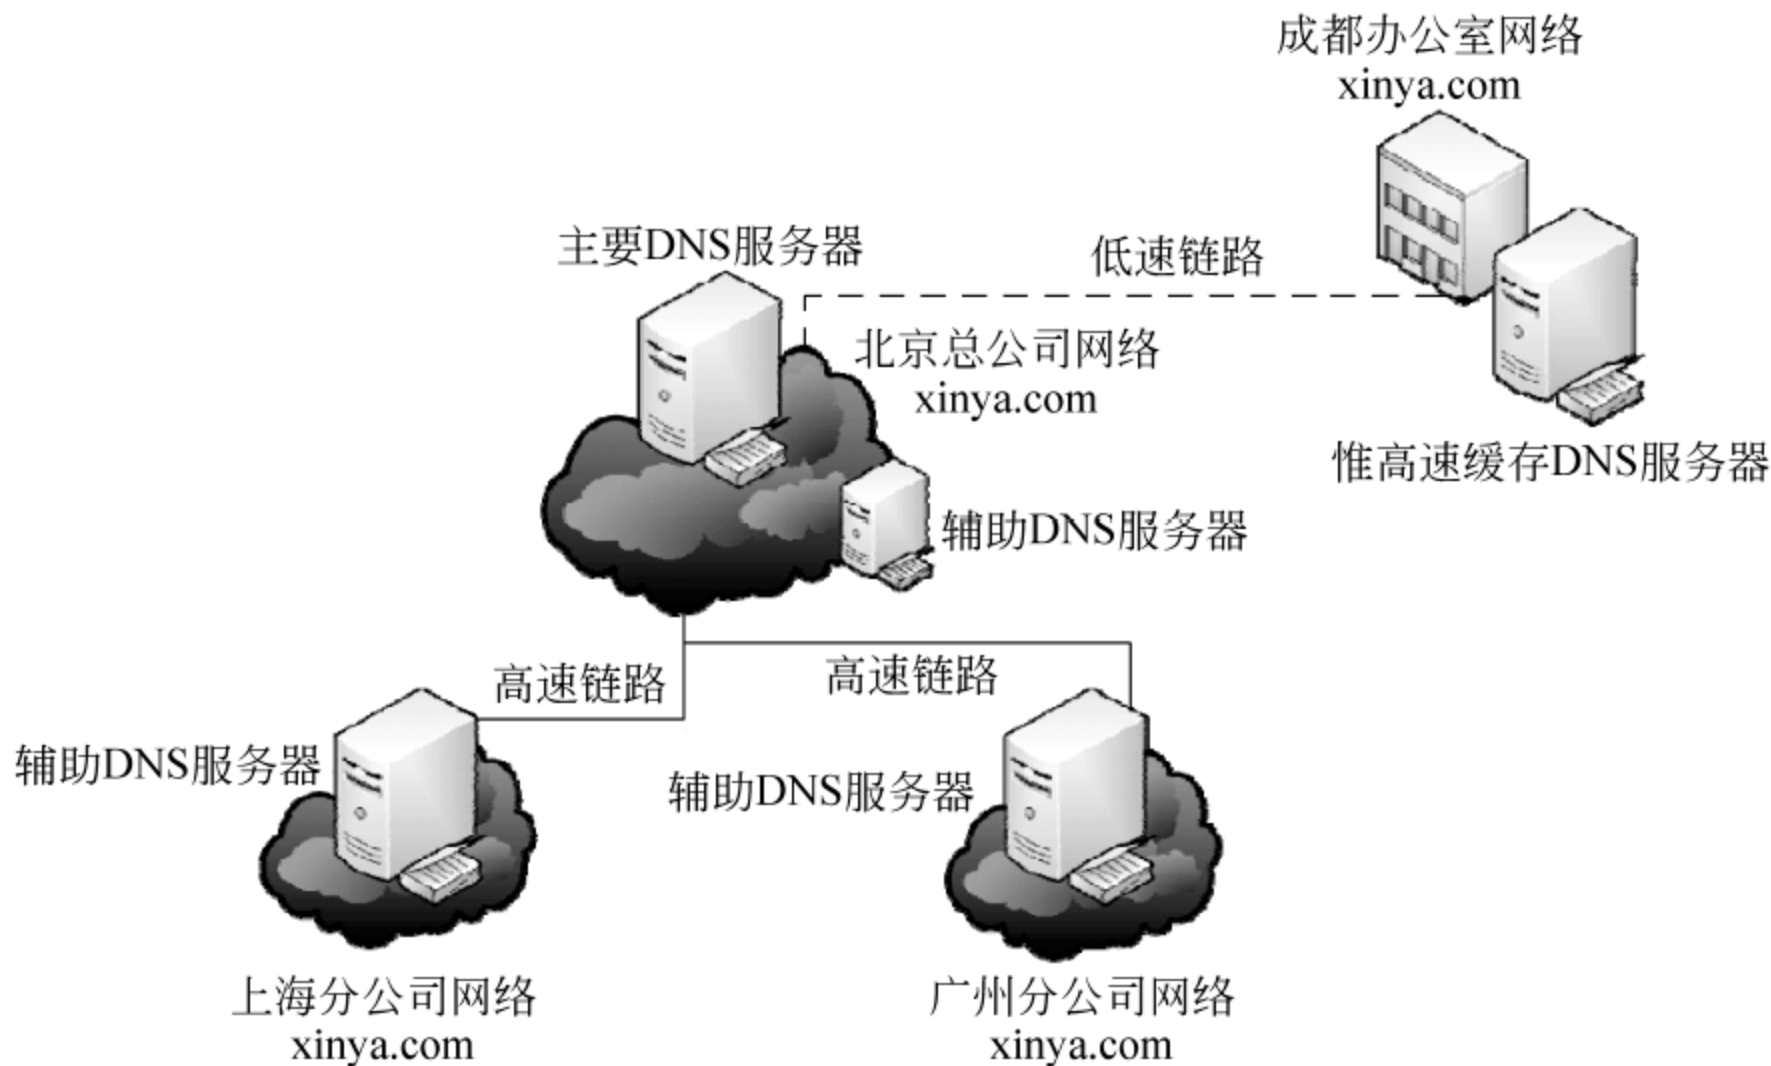 成都办公室网络
xinya.com
主要DNS服务器
低速链路
北京总公司网络
xinya.com
惟高速缓存DNS服务器
辅助DNS服务器
高速链路
高速链路
辅助DNS服务器
辅助DNS服务器
上海分公司网络
xinya.com
广州分公司网络
xinya.com